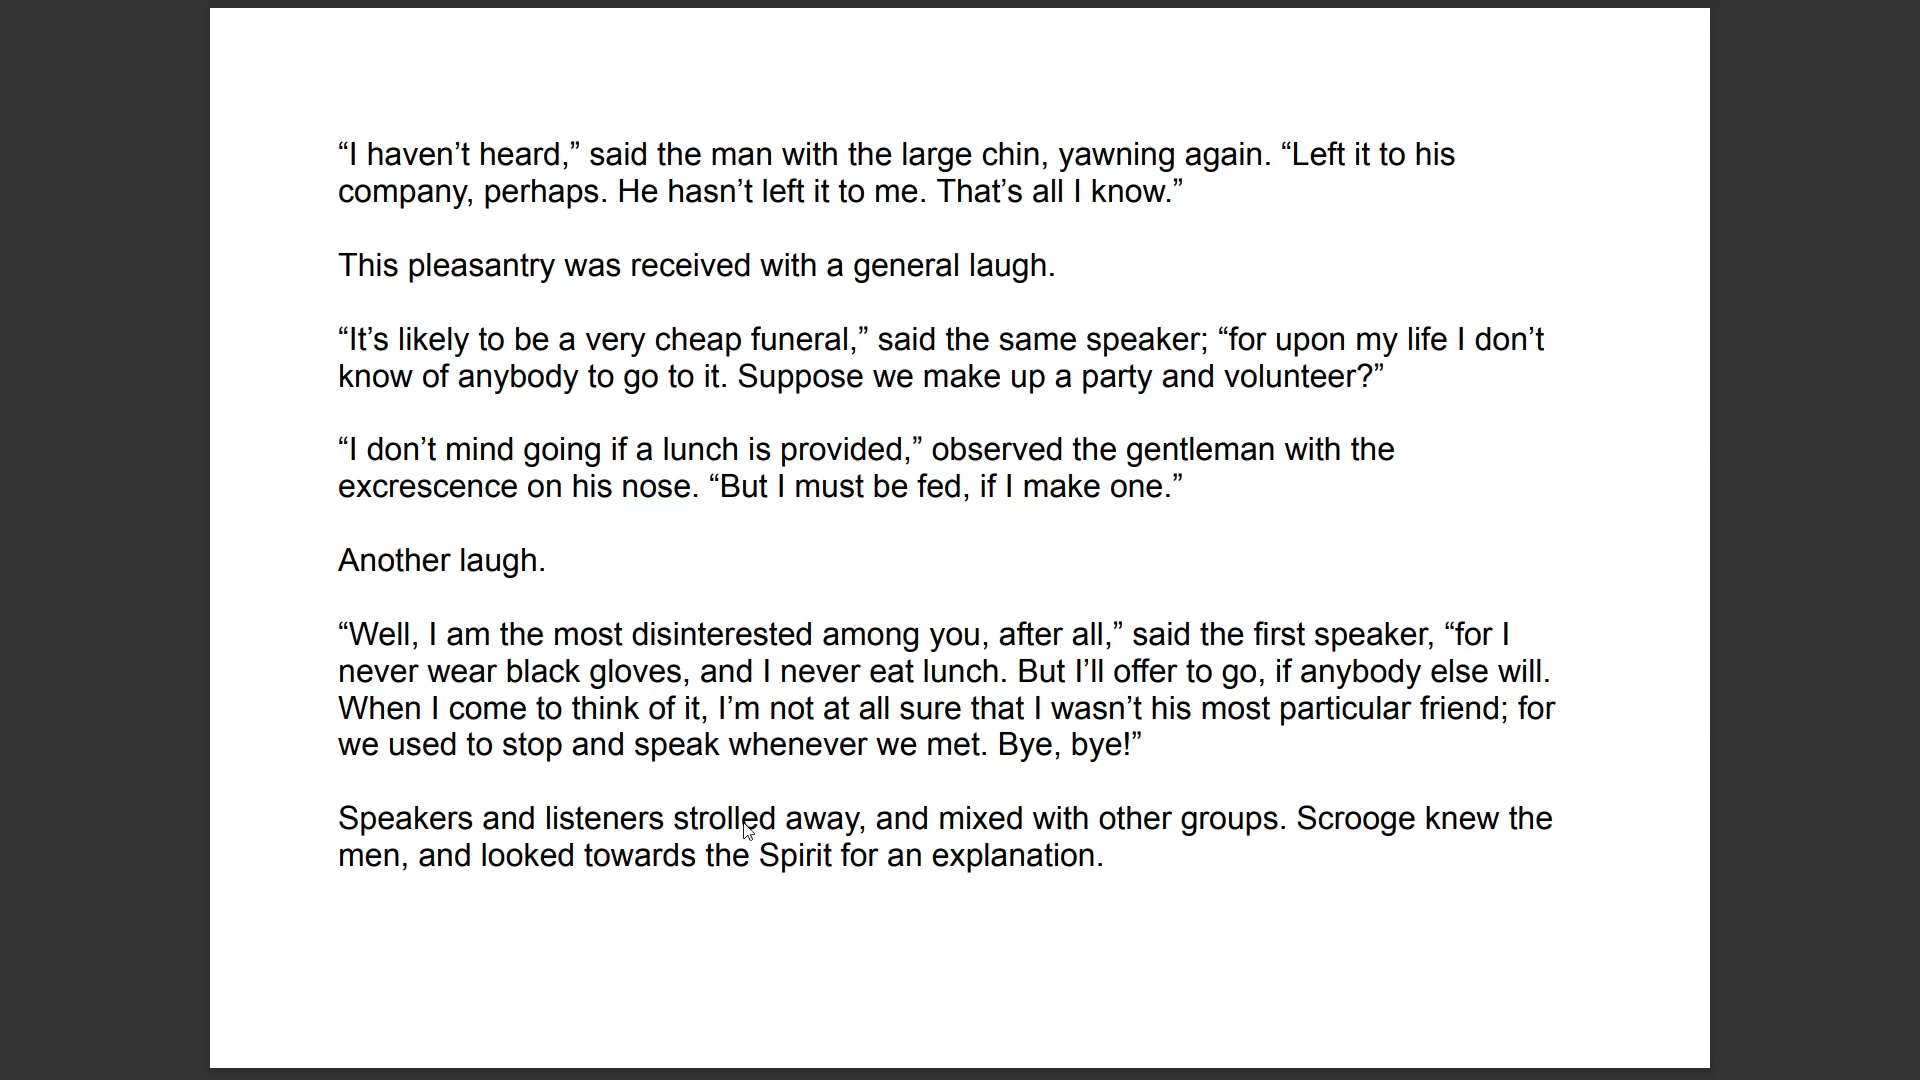 “I haven’t heard,” said the man with the large chin, yawning again. “Left it to his
company, perhaps. He hasn’t left it to me. That’s all I know.”
This pleasantry was received with a general laugh.
“It’s likely to be a very cheap funeral,” said the same speaker; “for upon my life I don’t
know of anybody to go to it. Suppose we make up a party and volunteer?”
“I don’t mind going if a lunch is provided,” observed the gentleman with the
excrescence on his nose. “But I must be fed, if I make one.”
Another laugh.
“Well, I am the most disinterested among you, after all,” said the first speaker, “for I
never wear black gloves, and I never eat lunch. But I’ll offer to go, if anybody else will.
When I come to think of it, I’m not at all sure that I wasn’t his most particular friend; for
we used to stop and speak whenever we met. Bye, bye!”
Speakers and listeners strolled away, and mixed with other groups. Scrooge knew the
men, and looked towards the Spirit for an explanation.